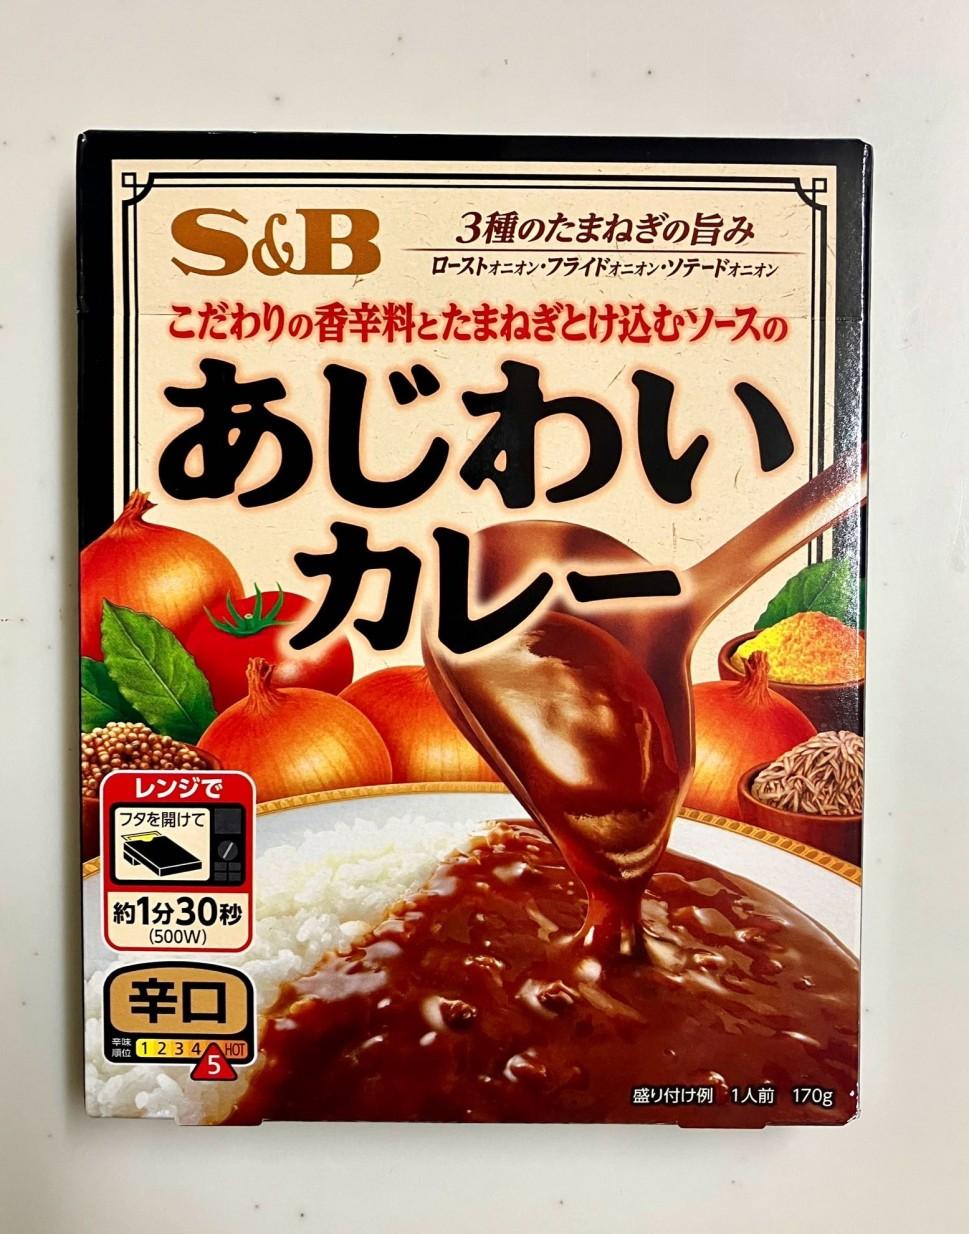 S&B
3種のたまねぎの旨み
ローストオニオン・フライドオニオン・ソテードオニオン
こだわりの香辛料とたまねぎとけ込むソースの
あじわい
カレー
レンジで
フタを開けて
約1分30秒
(500W)
辛口
辛味順位 1 2 3 4 5 HOT
盛り付け例 1人前 170g